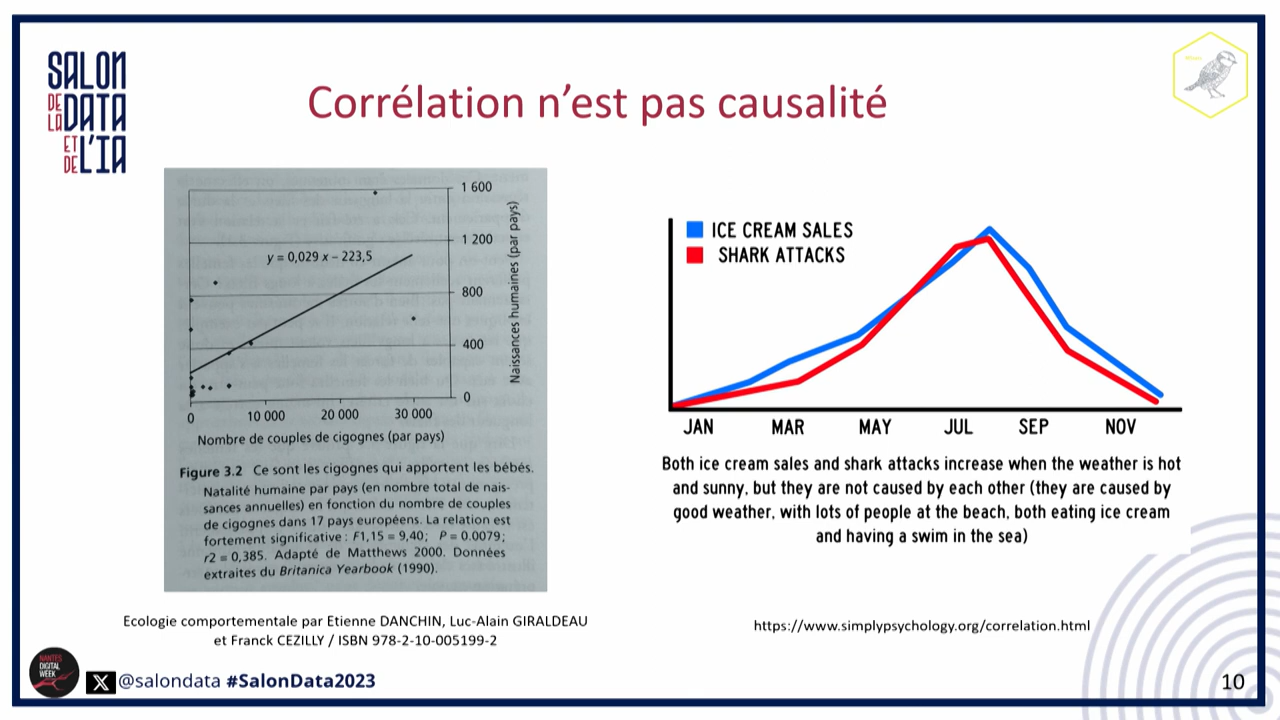 SALON
DE
LA
DATA
ET
DE
L'IA
Corrélation n'est pas causalité
1 600
1 200
800
400
0
y = 0,029 x – 223,5
Naissances humaines (par pays)
0
10 000
20 000
30 000
Nombre de couples de cigognes (par pays)
Figure 3.2 Ce sont les cigognes qui apportent les bébés.
Natalité humaine par pays (en nombre total de nais-
sances annuelles) en fonction du nombre de couples
de cigognes dans 17 pays européens. La relation est
fortement significative : F1,15 = 9,40; P = 0.0079;
r2 = 0,385. Adapté de Matthews 2000. Données
extraites du Britanica Yearbook (1990).
Ecologie comportementale par Etienne DANCHIN, Luc-Alain GIRALDEAU
et Franck CEZILLY / ISBN 978-2-10-005199-2
ICE CREAM SALES
SHARK ATTACKS
JAN
MAR
MAY
JUL
SEP
NOV
Both ice cream sales and shark attacks increase when the weather is hot
and sunny, but they are not caused by each other (they are caused by
good weather, with lots of people at the beach, both eating ice cream
and having a swim in the sea)
https://www.simplypsychology.org/correlation.html
NANTES
DIGITAL
WEEK
@salondata #SalonData2023
10